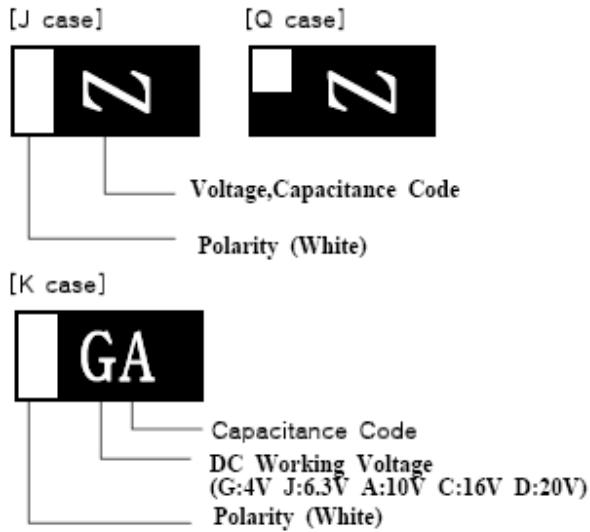 [J case]
[Q case]
Z
Z
Voltage,Capacitance Code
Polarity (White)
[K case]
GA
Capacitance Code
DC Working Voltage
(G:4V J:6.3V A:10V C:16V D:20V)
Polarity (White)